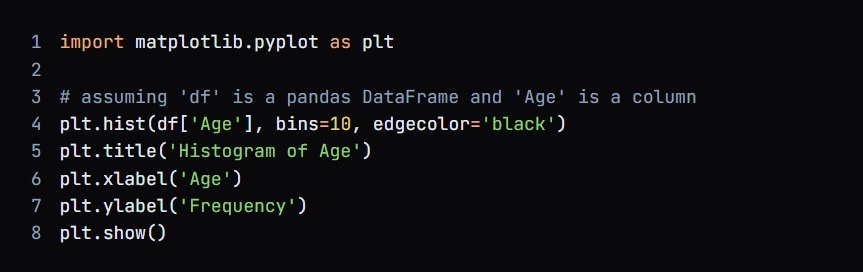 1 import matplotlib.pyplot as plt
2
3 # assuming 'df' is a pandas DataFrame and 'Age' is a column
4 plt.hist(df['Age'], bins=10, edgecolor='black')
5 plt.title('Histogram of Age')
6 plt.xlabel('Age')
7 plt.ylabel('Frequency')
8 plt.show()